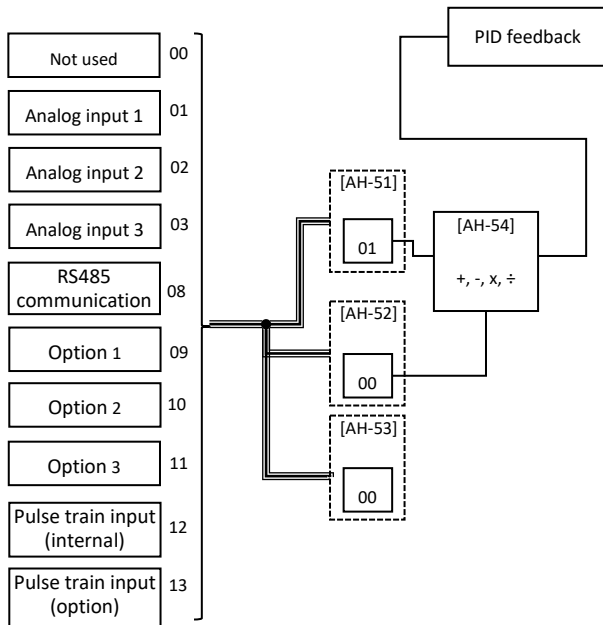 PID feedback
Not used 00
Analog input 1 01
Analog input 2 02
Analog input 3 03
RS485
communication 08
Option 1 09
Option 2 10
Option 3 11
Pulse train input
(internal) 12
Pulse train input
(option) 13
[AH-51]
01
[AH-52]
00
[AH-53]
00
[AH-54]
+, -, x, ÷